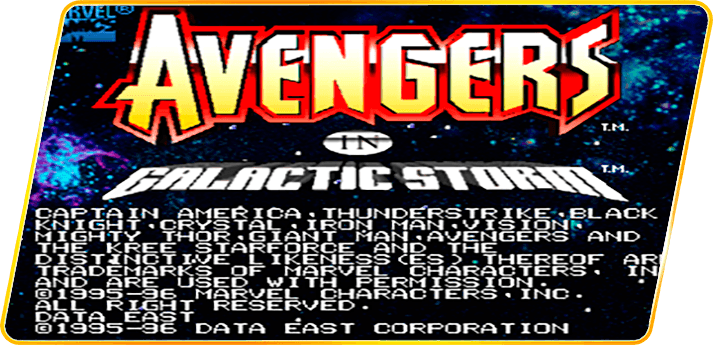 MARVEL®
AVENGERS
T.M.
IN
GALACTIC STORM T.M.
CAPTAIN AMERICA,THUNDERSTRIKE,BLACK
KNIGHT,CRYSTAL,IRON MAN,VISION,
MIGHTY THOR,GIANT MAN,AVENGERS AND
THE KREE STARFORCE AND THE
DISTINCTIVE LIKENESS(ES) THEREOF ARE
TRADEMARKS OF MARVEL CHARACTERS, IN
AND ARE USED WITH PERMISSION.
©1995-96 MARVEL CHARACTERS,INC.
ALL RIGHT RESERVED.
DATA EAST
©1995-96 DATA EAST CORPORATION